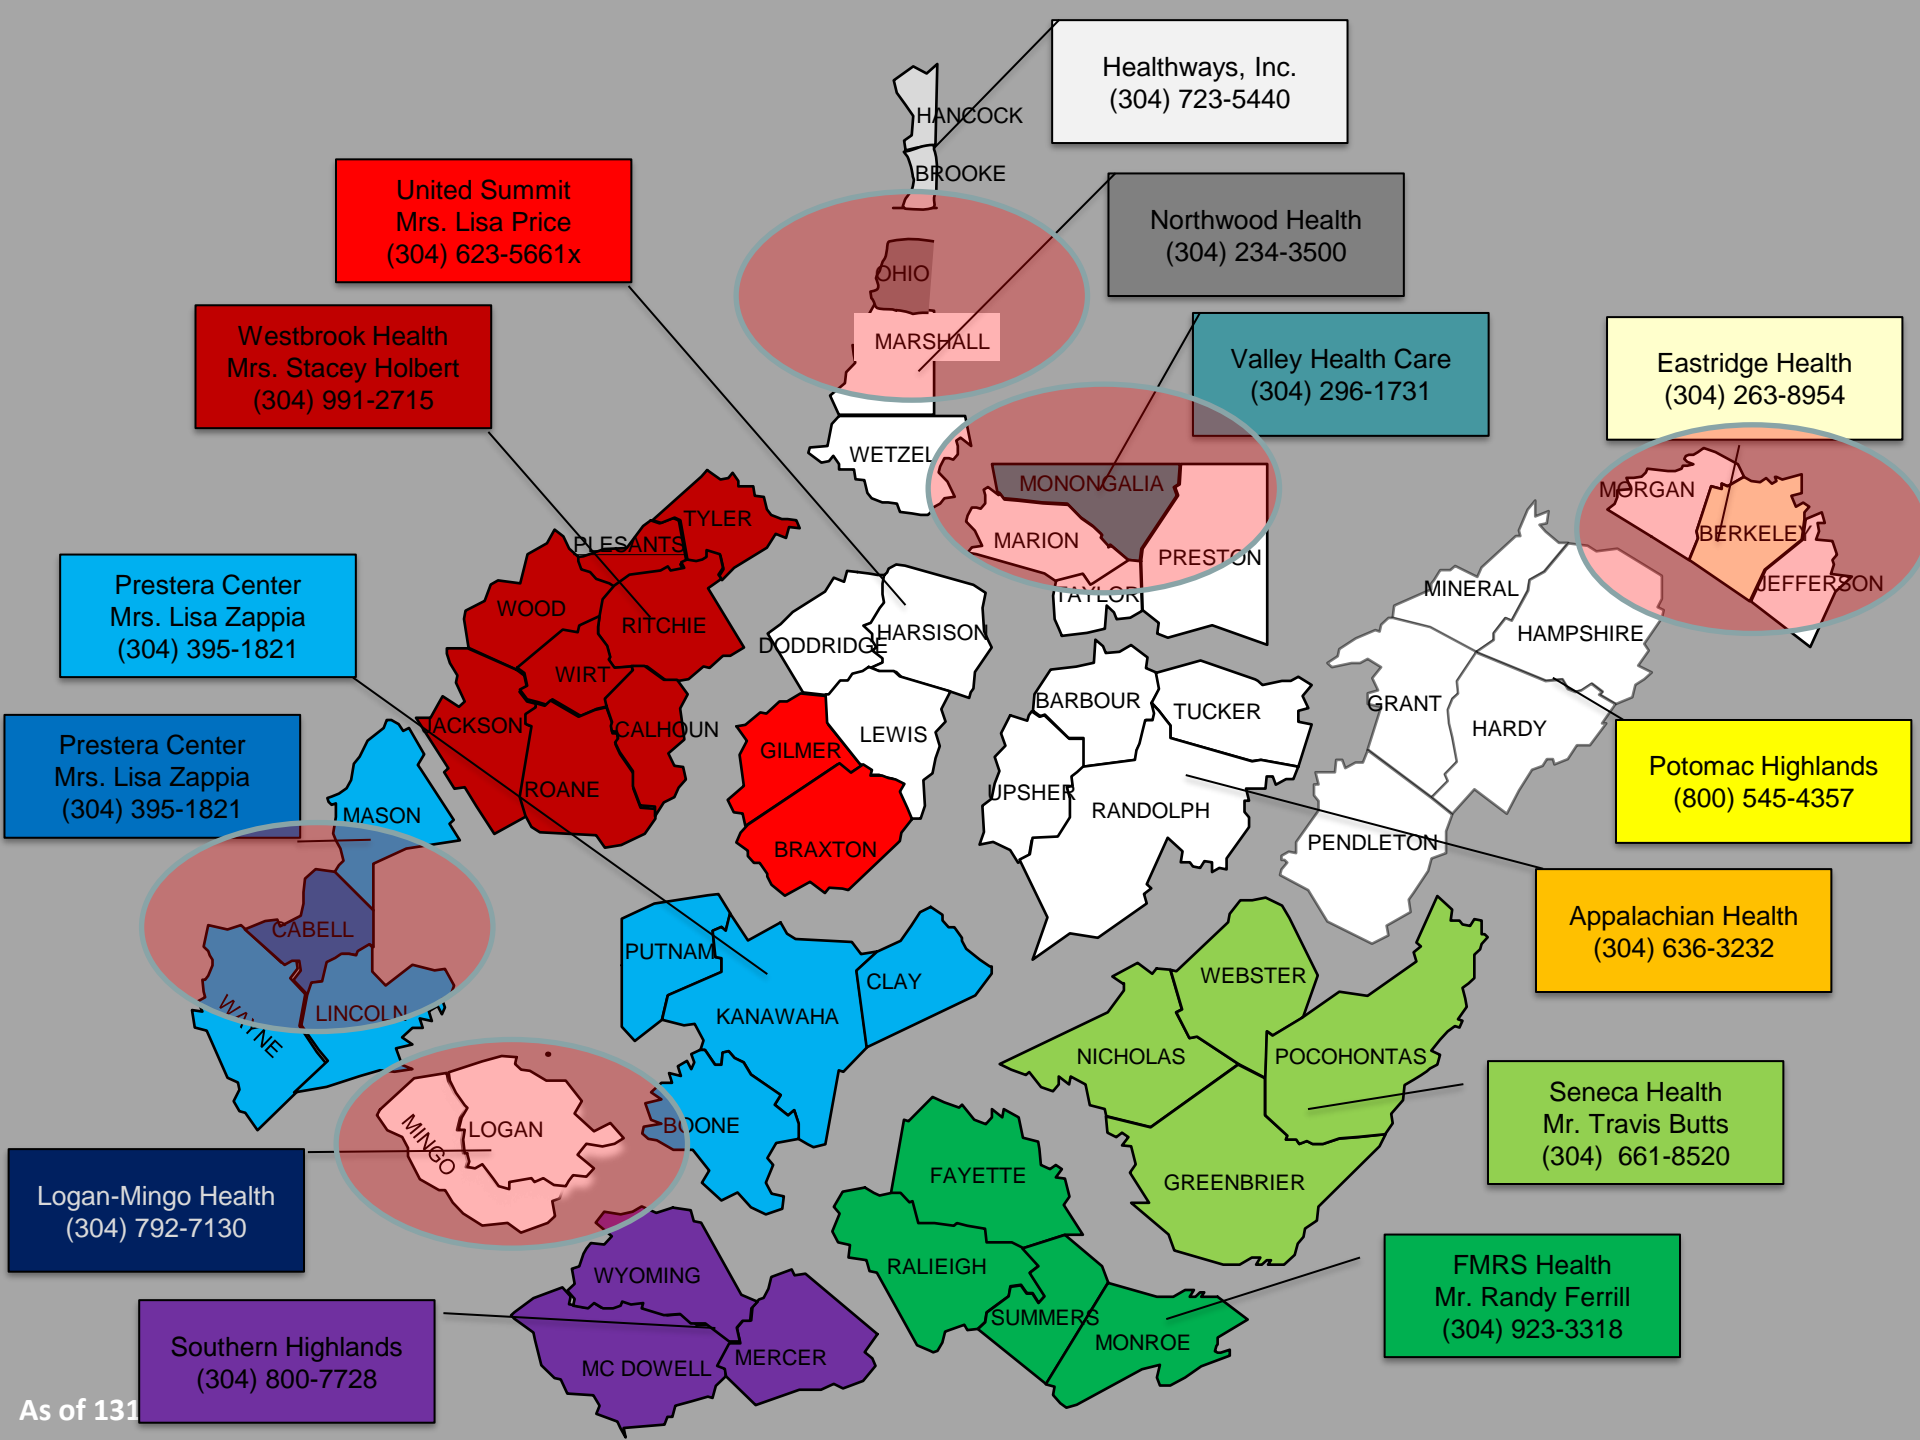 Healthways, Inc.
(304) 723-5440
HANCOCK
BROOKE
United Summit
Mrs. Lisa Price
(304) 623-5661x
Northwood Health
(304) 234-3500
OHIO
MARSHALL
Westbrook Health
Mrs. Stacey Holbert
(304) 991-2715
Valley Health Care
(304) 296-1731
Eastridge Health
(304) 263-8954
WETZEL
MONONGALIA
MARION
PRESTON
TAYLOR
MORGAN
BERKELEY
JEFFERSON
TYLER
PLESANTS
WOOD
RITCHIE
WIRT
JACKSON
CALHOUN
ROANE
Prestera Center
Mrs. Lisa Zappia
(304) 395-1821
DODDRIDGE
HARSISON
LEWIS
GILMER
BRAXTON
MINERAL
HAMPSHIRE
GRANT
HARDY
PENDLETON
BARBOUR
TUCKER
UPSHER
RANDOLPH
Prestera Center
Mrs. Lisa Zappia
(304) 395-1821
MASON
CABELL
WAYNE
LINCOLN
Potomac Highlands
(800) 545-4357
Appalachian Health
(304) 636-3232
PUTNAM
KANAWAHA
CLAY
BOONE
WEBSTER
NICHOLAS
POCOHONTAS
GREENBRIER
Seneca Health
Mr. Travis Butts
(304)  661-8520
MINGO
LOGAN
Logan-Mingo Health
(304) 792-7130
FAYETTE
RALIEIGH
SUMMERS
MONROE
FMRS Health
Mr. Randy Ferrill
(304) 923-3318
WYOMING
MC DOWELL
MERCER
Southern Highlands
(304) 800-7728
As of 131